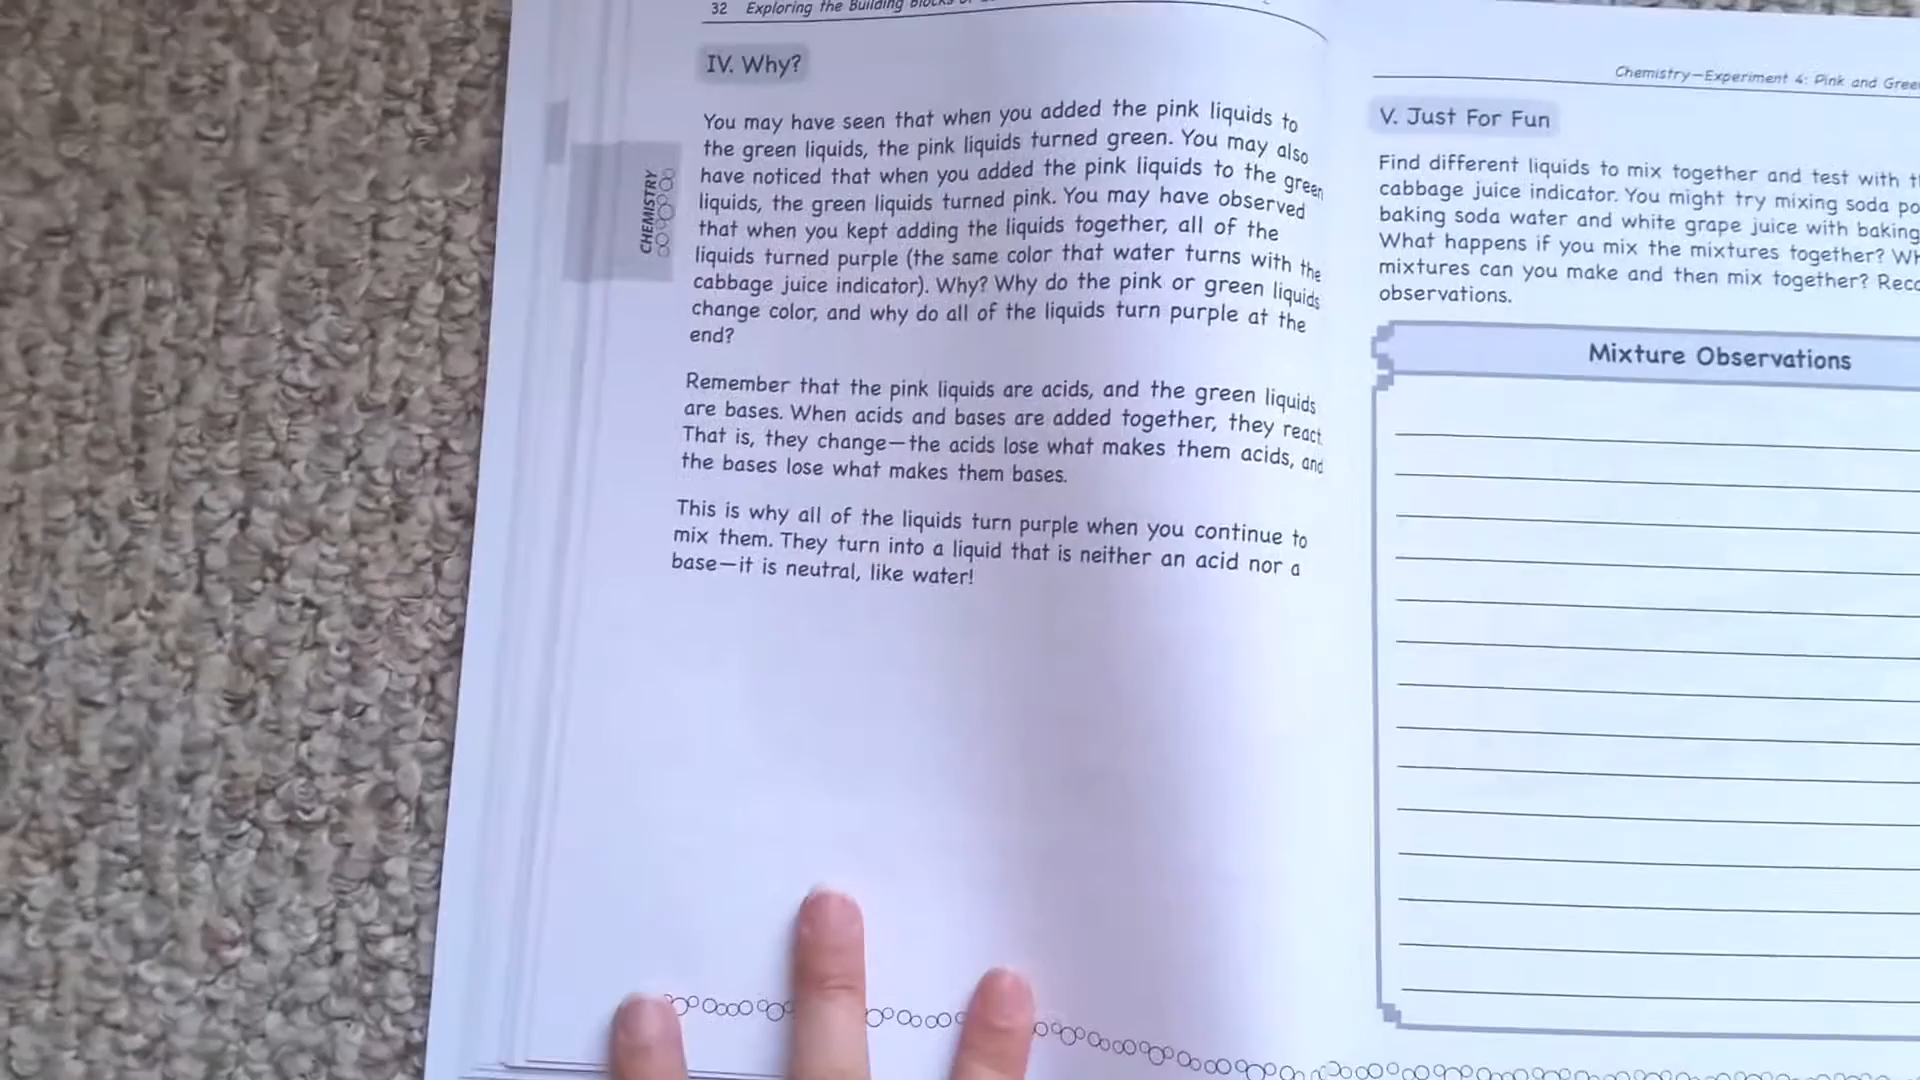 32 Exploring the Building Blocks
IV. Why?
You may have seen that when you added the pink liquids to
the green liquids, the pink liquids turned green. You may also
have noticed that when you added the pink liquids to the green
liquids, the green liquids turned pink. You may have observed
that when you kept adding the liquids together, all of the
liquids turned purple (the same color that water turns with the
cabbage juice indicator). Why? Why do the pink or green liquids
change color, and why do all of the liquids turn purple at the
end?
Remember that the pink liquids are acids, and the green liquids
are bases. When acids and bases are added together, they react.
That is, they change—the acids lose what makes them acids, and
the bases lose what makes them bases.
This is why all of the liquids turn purple when you continue to
mix them. They turn into a liquid that is neither an acid nor a
base—it is neutral, like water!
CHEMISTRY
Chemistry—Experiment 4: Pink and
V. Just For Fun
Find different liquids to mix together and test with
cabbage juice indicator. You might try mixing soda
baking soda water and white grape juice with baking
What happens if you mix the mixtures together?
mixtures can you make and then mix together?
observations.
Mixture Observations